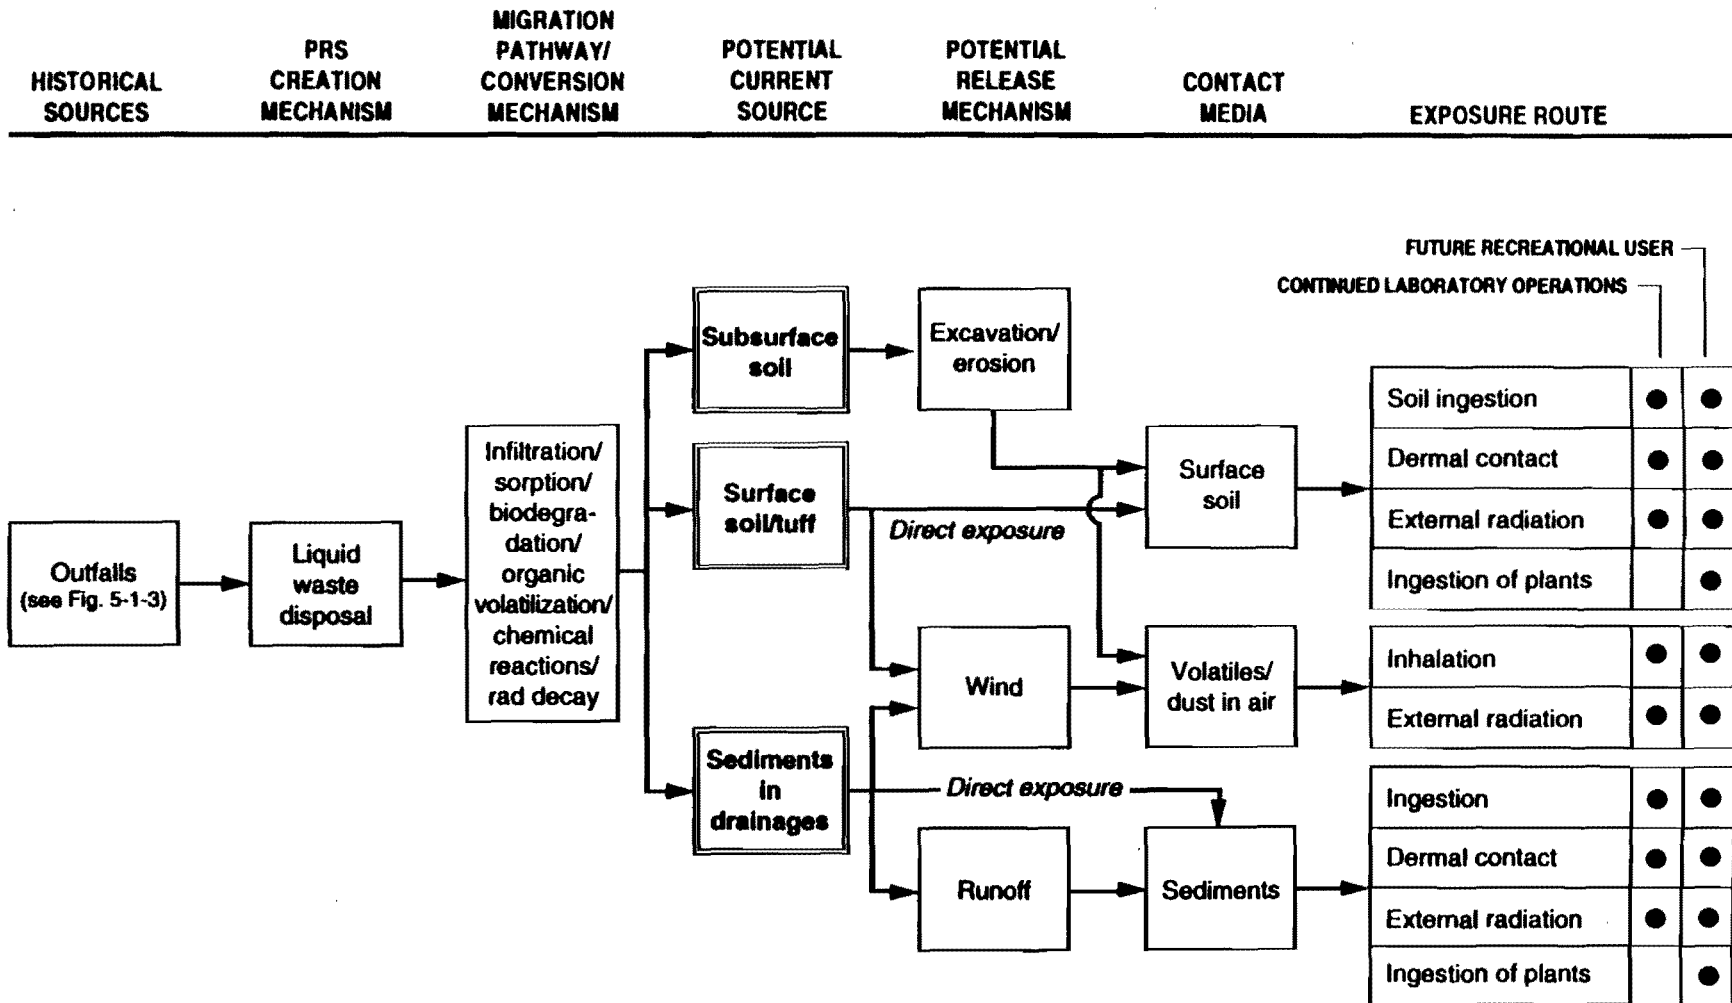 HISTORICAL
SOURCES
PRS
CREATION
MECHANISM
MIGRATION
PATHWAY/
CONVERSION
MECHANISM
POTENTIAL
CURRENT
SOURCE
POTENTIAL
RELEASE
MECHANISM
CONTACT
MEDIA
EXPOSURE ROUTE
FUTURE RECREATIONAL USER
CONTINUED LABORATORY OPERATIONS
Outfalls
(see Fig. 5-1-3)
Liquid
waste
disposal
Infiltration/
sorption/
biodegra-
dation/
organic
volatilization/
chemical
reactions/
rad decay
Subsurface
soil
Surface
soil/tuff
Sediments
in
drainages
Excavation/
erosion
Direct exposure
Wind
Direct exposure
Runoff
Surface
soil
Volatiles/
dust in air
Sediments
Soil ingestion
Dermal contact
External radiation
Ingestion of plants
Inhalation
External radiation
Ingestion
Dermal contact
External radiation
Ingestion of plants